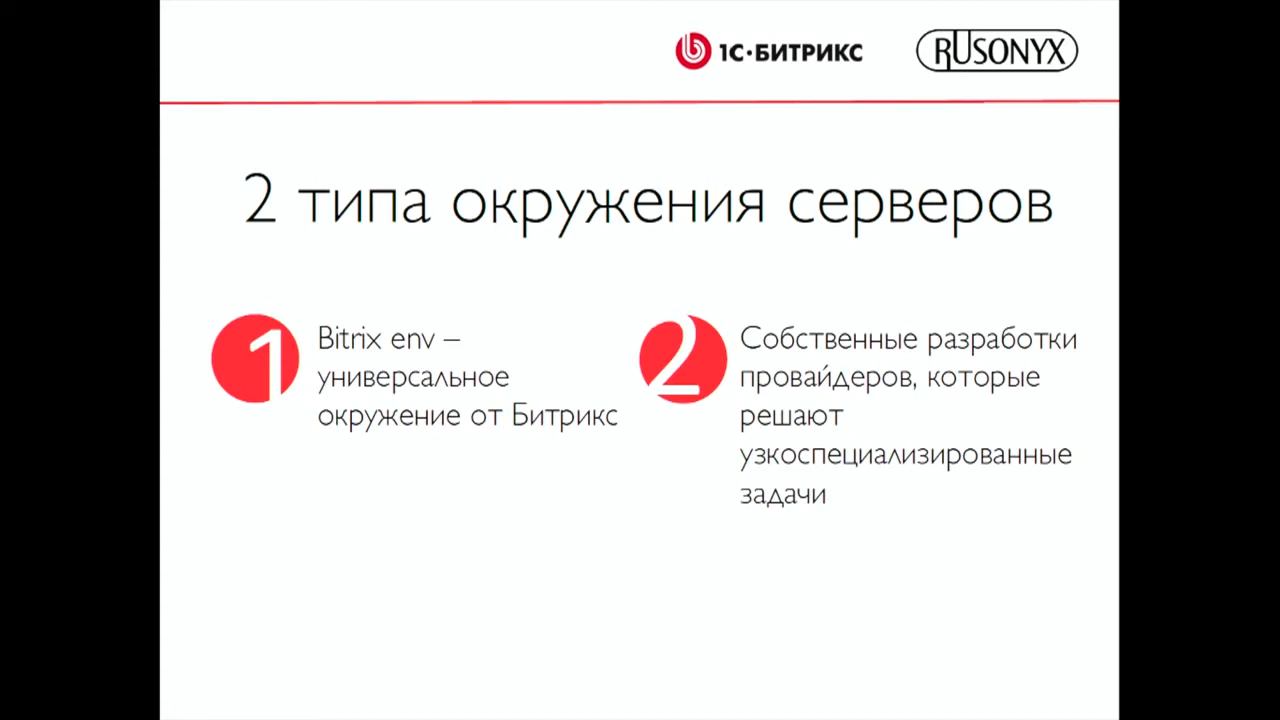 1С·БИТРИКС
RUSONYX
2 типа окружения серверов
1
Bitrix env –
универсальное
окружение от Битрикс
2
Собственные разработки
провайдеров, которые
решают
узкоспециализированные
задачи